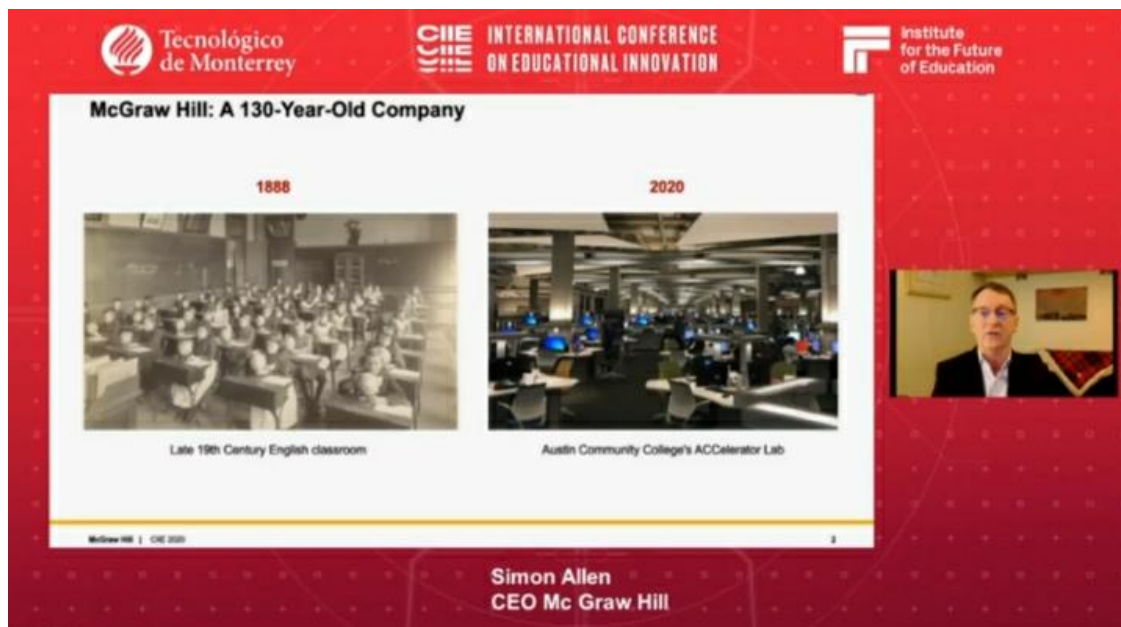 Tecnológico
de Monterrey
CIIE
CIIE
INTERNATIONAL CONFERENCE
ON EDUCATIONAL INNOVATION
Institute
for the Future
of Education
McGraw Hill: A 130-Year-Old Company
1888
2020
Late 19th Century English classroom
Austin Community College's ACCelerator Lab
McGraw Hill | CIIE 2020
2
Simon Allen
CEO Mc Graw Hill